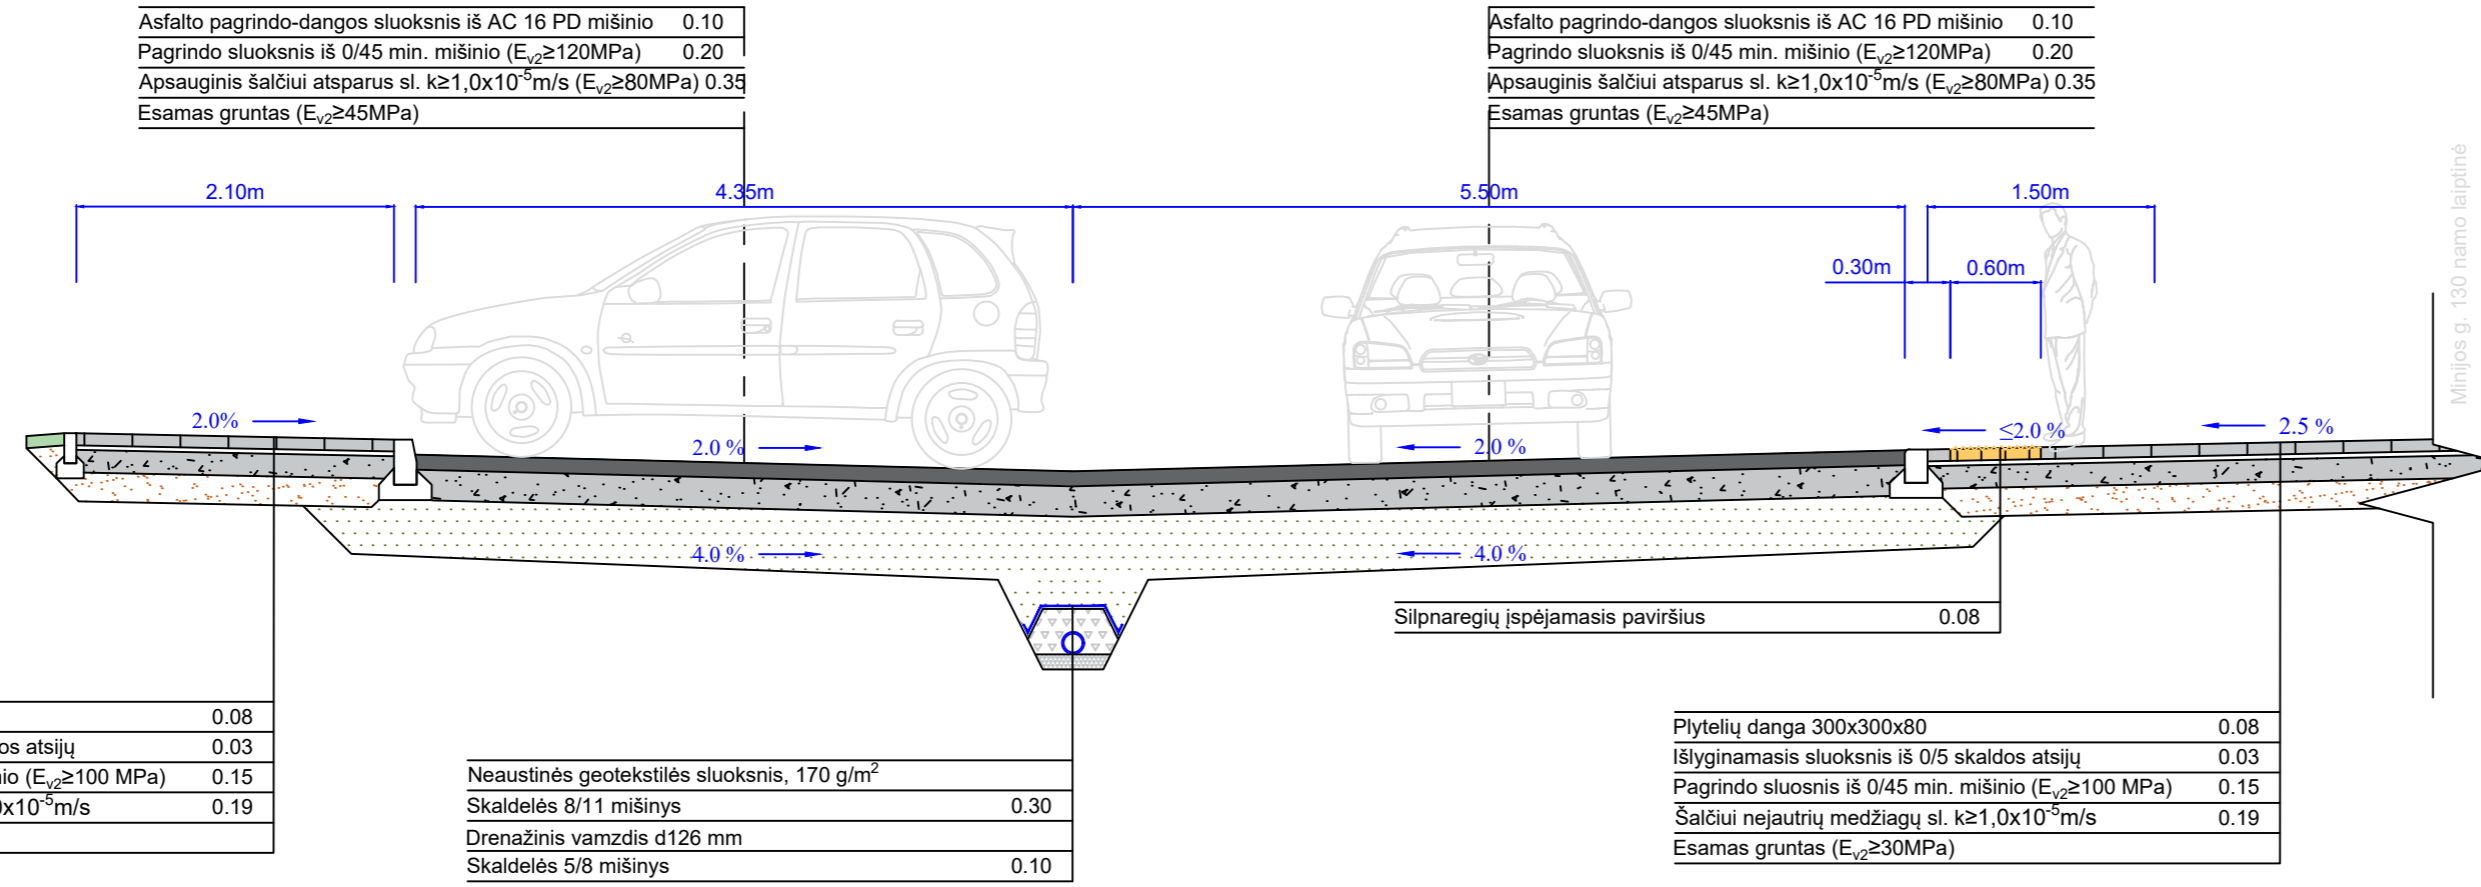 Asfalto pagrindo-dangos sluoksnis iš AC 16 PD mišinio 0.10
Pagrindo sluoksnis iš 0/45 min. mišinio (Ev2≥120MPa) 0.20
Apsauginis šalčiui atsparus sl. k≥1,0x10⁻⁵m/s (Ev2≥80MPa) 0.35
Esamas gruntas (Ev2≥45MPa)
Asfalto pagrindo-dangos sluoksnis iš AC 16 PD mišinio 0.10
Pagrindo sluoksnis iš 0/45 min. mišinio (Ev2≥120MPa) 0.20
Apsauginis šalčiui atsparus sl. k≥1,0x10⁻⁵m/s (Ev2≥80MPa) 0.35
Esamas gruntas (Ev2≥45MPa)
2.10m 4.35m 5.50m 1.50m
0.30m 0.60m
Minijos g. 130 namo laiptinė
2.0% 2.0 % 2.0 % ≤2.0 % 2.5 %
4.0 % 4.0 %
Silpnaregių įspėjamasis paviršius 0.08
0.08
os atsijų 0.03
io (Ev2≥100 MPa) 0.15
0x10⁻⁵m/s 0.19
Neaustinės geotekstilės sluoksnis, 170 g/m²
Skaldelės 8/11 mišinys 0.30
Drenažinis vamzdis d126 mm
Skaldelės 5/8 mišinys 0.10
Plytelių danga 300x300x80 0.08
Išlyginamasis sluoksnis iš 0/5 skaldos atsijų 0.03
Pagrindo sluosnis iš 0/45 min. mišinio (Ev2≥100 MPa) 0.15
Šalčiui nejautrių medžiagų sl. k≥1,0x10⁻⁵m/s 0.19
Esamas gruntas (Ev2≥30MPa)